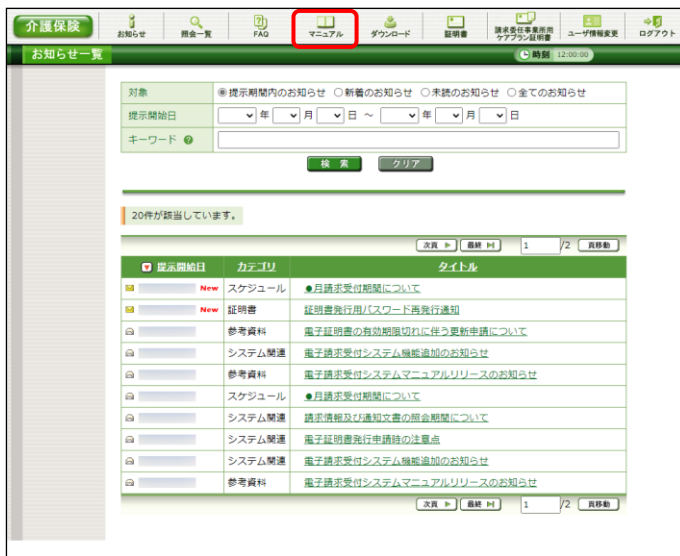 介護保険
お知らせ 照会一覧 FAQ マニュアル ダウンロード 証明書 請求委任事業所用ケアプラン証明書 ユーザ情報変更 ログアウト
お知らせ一覧 時刻 12:00:00
対象 提示期間内のお知らせ 新着のお知らせ 未読のお知らせ 全てのお知らせ
提示開始日 年 月 日 ～ 年 月 日
キーワード ?
検 索 クリア
20件が該当しています。
次頁 最終 1 /2 頁移動
提示開始日 カテゴリ タイトル
New スケジュール ●月請求受付期間について
New 証明書 証明書発行用パスワード再発行通知
参考資料 電子証明書の有効期限切れに伴う更新申請について
システム関連 電子請求受付システム機能追加のお知らせ
参考資料 電子請求受付システムマニュアルリリースのお知らせ
スケジュール ●月請求受付期間について
システム関連 請求情報及び通知文書の照会期間について
システム関連 電子証明書発行申請時の注意点
システム関連 電子請求受付システム機能追加のお知らせ
参考資料 電子請求受付システムマニュアルリリースのお知らせ
次頁 最終 1 /2 頁移動